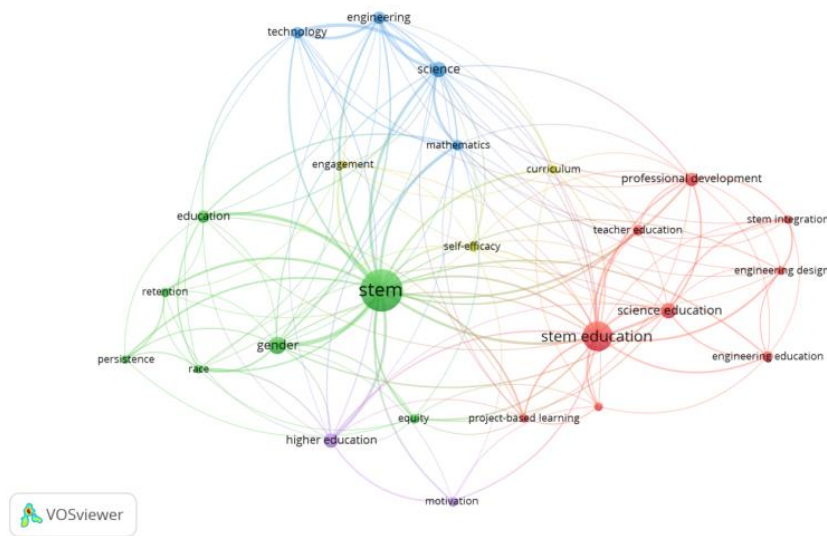 engineering
technology
science
mathematics
engagement
curriculum
professional development
education
stem integration
teacher education
self-efficacy
engineering design
stem
retention
science education
stem education
gender
persistence
race
engineering education
equity
project-based learning
higher education
motivation
VOSviewer